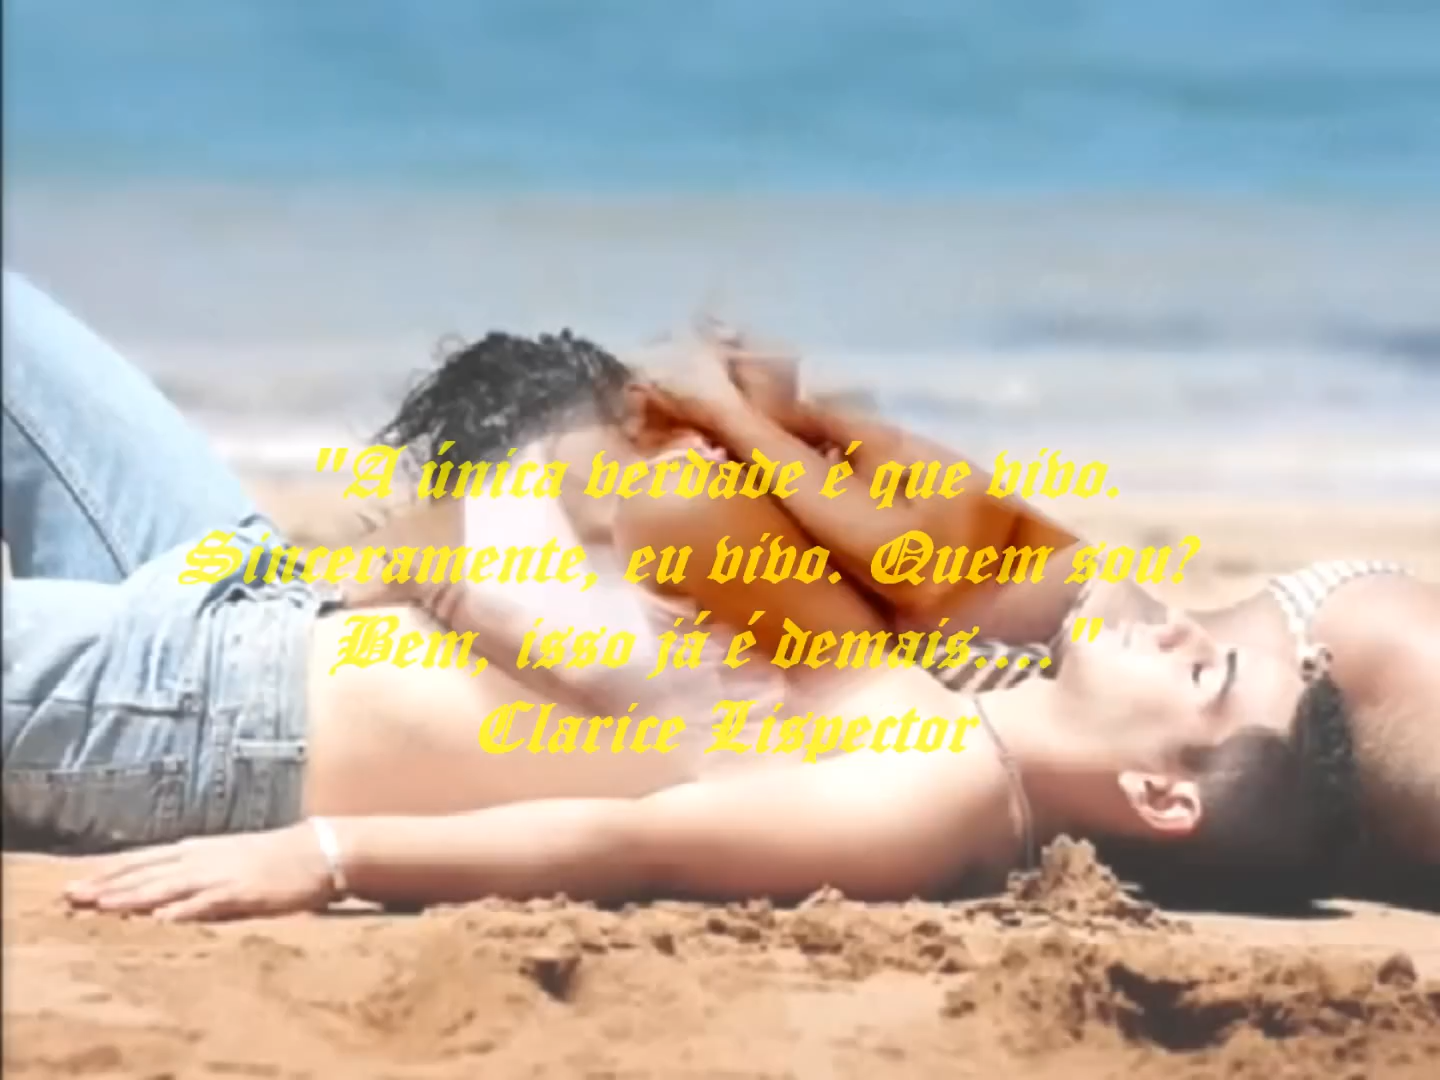 "A única verdade é que vivo.
Sinceramente, eu vivo. Quem sou?
Bem, isso já é demais...."
Clarice Lispector